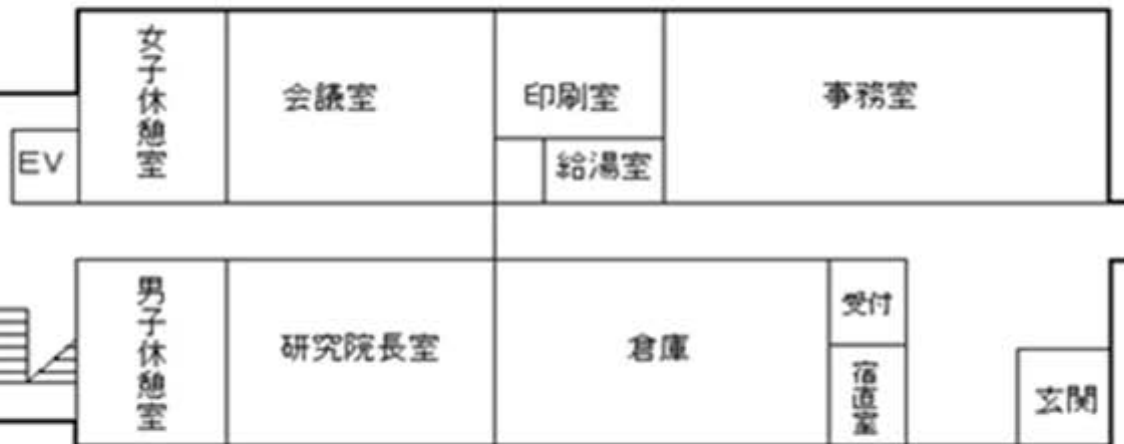 女子休憩室
会議室
印刷室
事務室
EV
給湯室
男子休憩室
研究院長室
倉庫
受付
宿直室
玄関